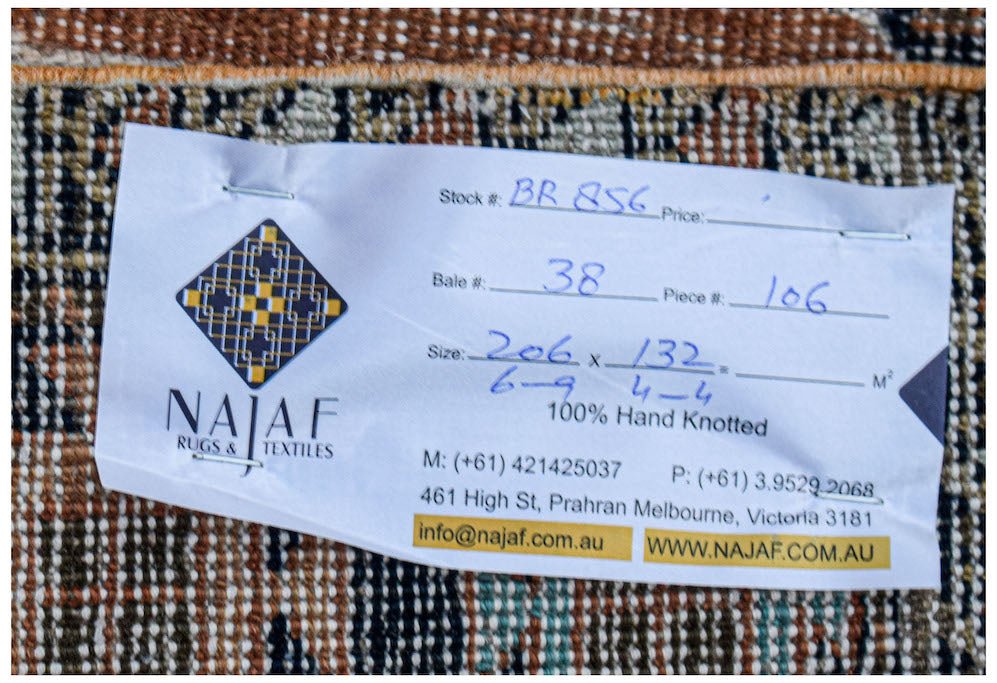 Stock #: BR 856 Price:
Bale #: 38 Piece #: 106
Size: 206 x 132 = M²
6-9 4-4
100% Hand Knotted
NAJAF
RUGS & TEXTILES
M: (+61) 421425037 P: (+61) 3.9529 2068
461 High St, Prahran Melbourne, Victoria 3181
info@najaf.com.au WWW.NAJAF.COM.AU